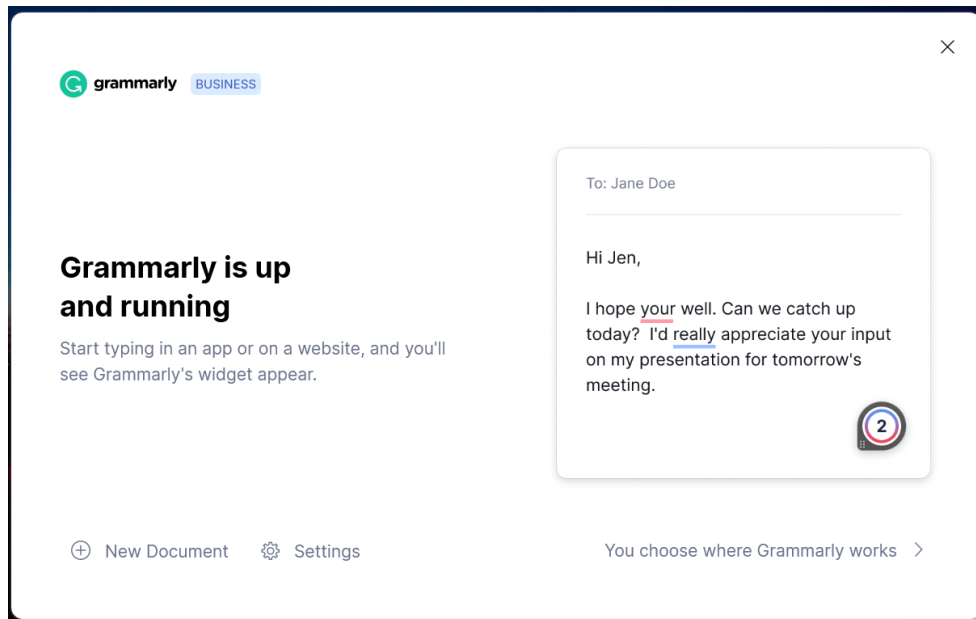 grammarly BUSINESS
Grammarly is up
and running
Start typing in an app or on a website, and you'll
see Grammarly's widget appear.
To: Jane Doe
Hi Jen,
I hope your well. Can we catch up
today?  I'd really appreciate your input
on my presentation for tomorrow's
meeting.
2
New Document
Settings
You choose where Grammarly works